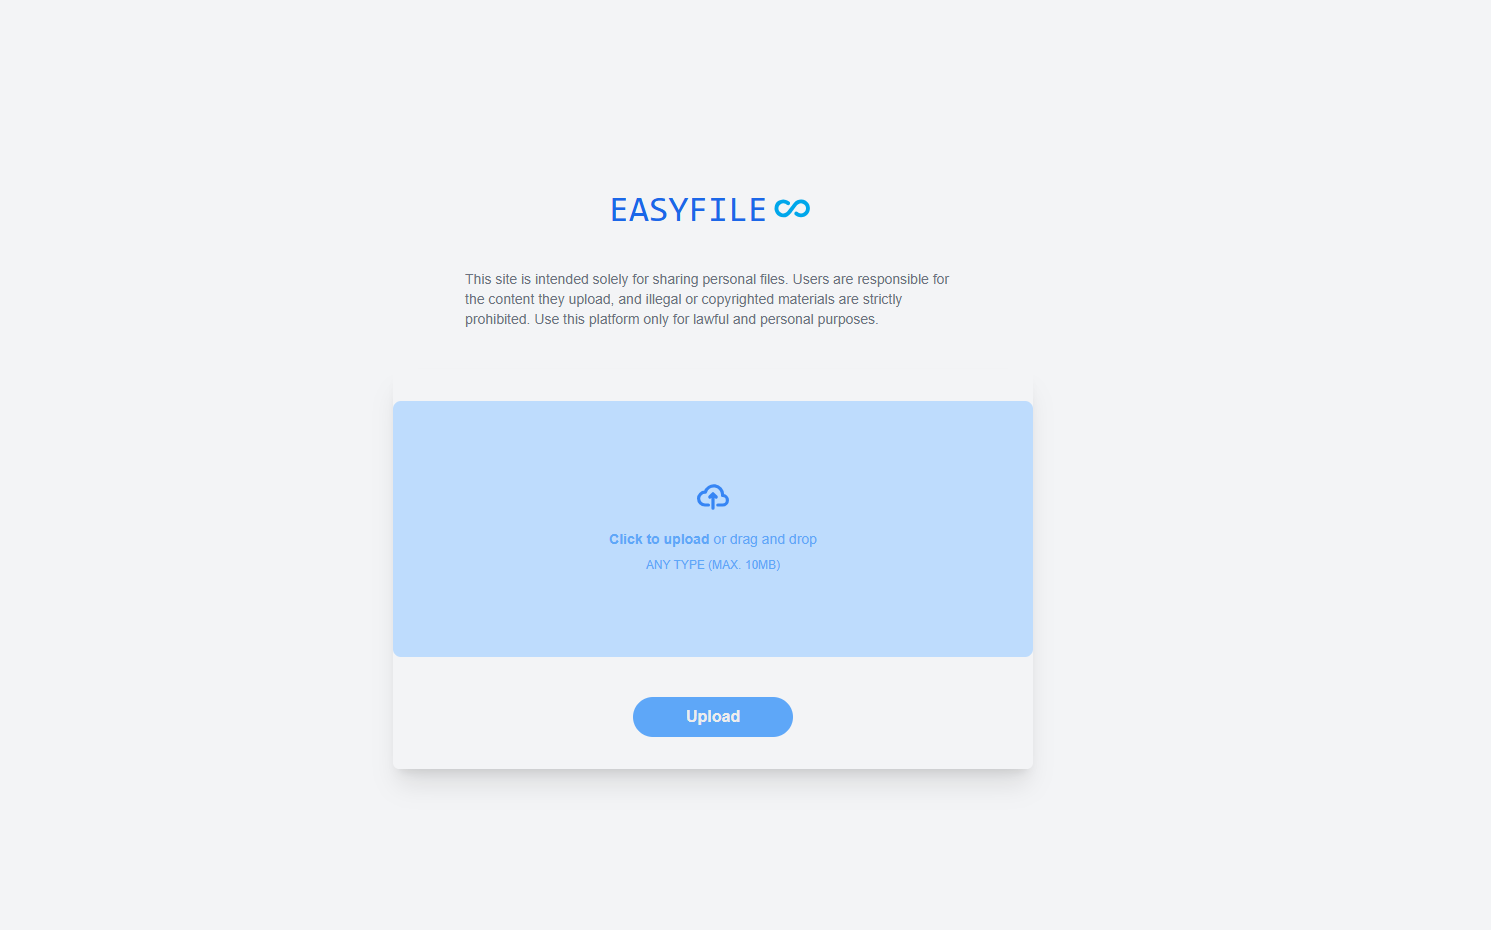 EASYFILE
This site is intended solely for sharing personal files. Users are responsible for
the content they upload, and illegal or copyrighted materials are strictly
prohibited. Use this platform only for lawful and personal purposes.
Click to upload or drag and drop
ANY TYPE (MAX. 10MB)
Upload